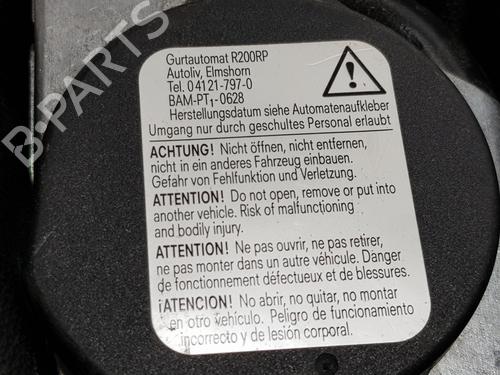 Gurtautomat R200RP
Autoliv, Elmshorn
Tel. 0 4121-797-0
BAM-PT₁-0628
Herstellungsdatum siehe Automatenaufkleber
Umgang nur durch geschultes Personal erlaubt
ACHTUNG! Nicht öffnen, nicht entfernen,
nicht in ein anderes Fahrzeug einbauen.
Gefahr von Fehlfunktion und Verletzung.
ATTENTION! Do not open, remove or put into
another vehicle. Risk of malfunctioning
and bodily injury.
ATTENTION! Ne pas ouvrir, ne pas retirer,
ne pas monter dans un autre véhicule. Danger
de fonctionnement défectueux et de blessures.
¡ATENCION! No abrir, no quitar, no montar
en otro vehículo. Peligro de funcionamiento
incorrecto y de lesión corporal.